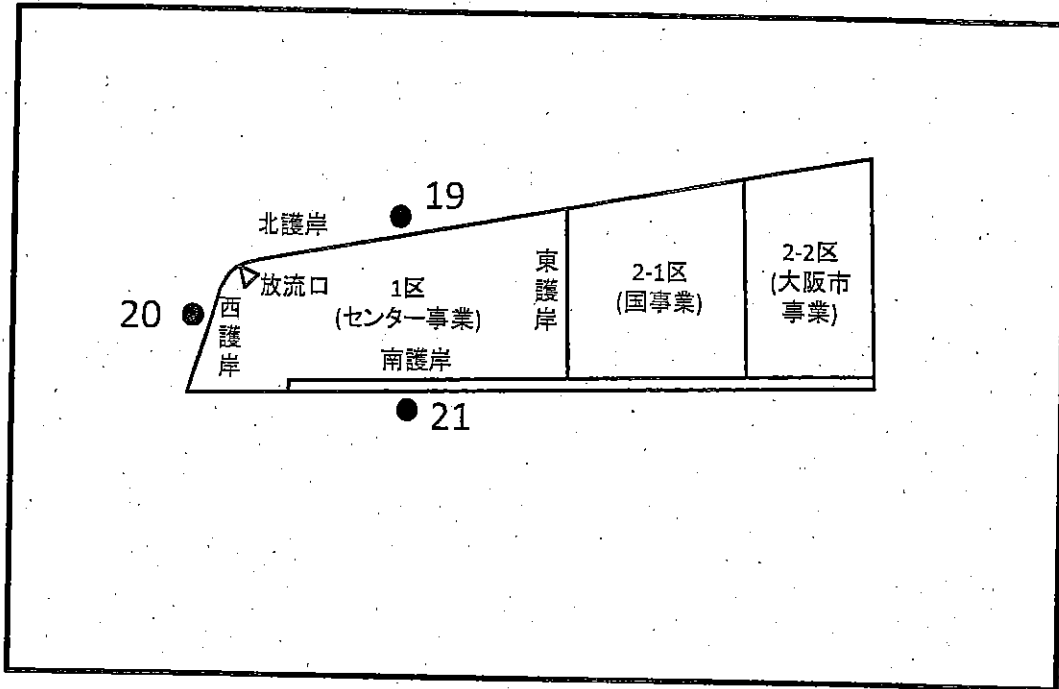 19
北護岸
放流口
20
西護岸
1区
(センター事業)
南護岸
東護岸
2-1区
(国事業)
2-2区
(大阪市
事業)
21